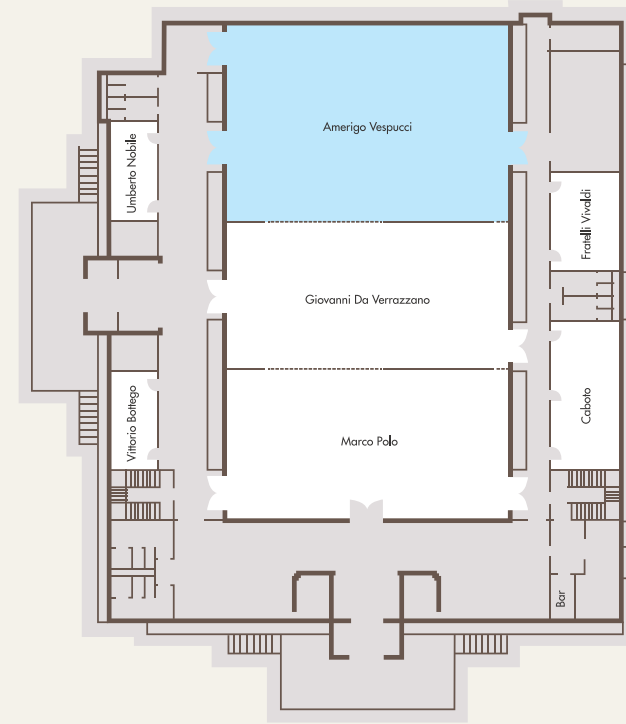 Amerigo Vespucci
Umberto Nobile
Fratelli Vivaldi
Giovanni Da Verrazzano
Vittorio Bottego
Caboto
Marco Polo
Bar